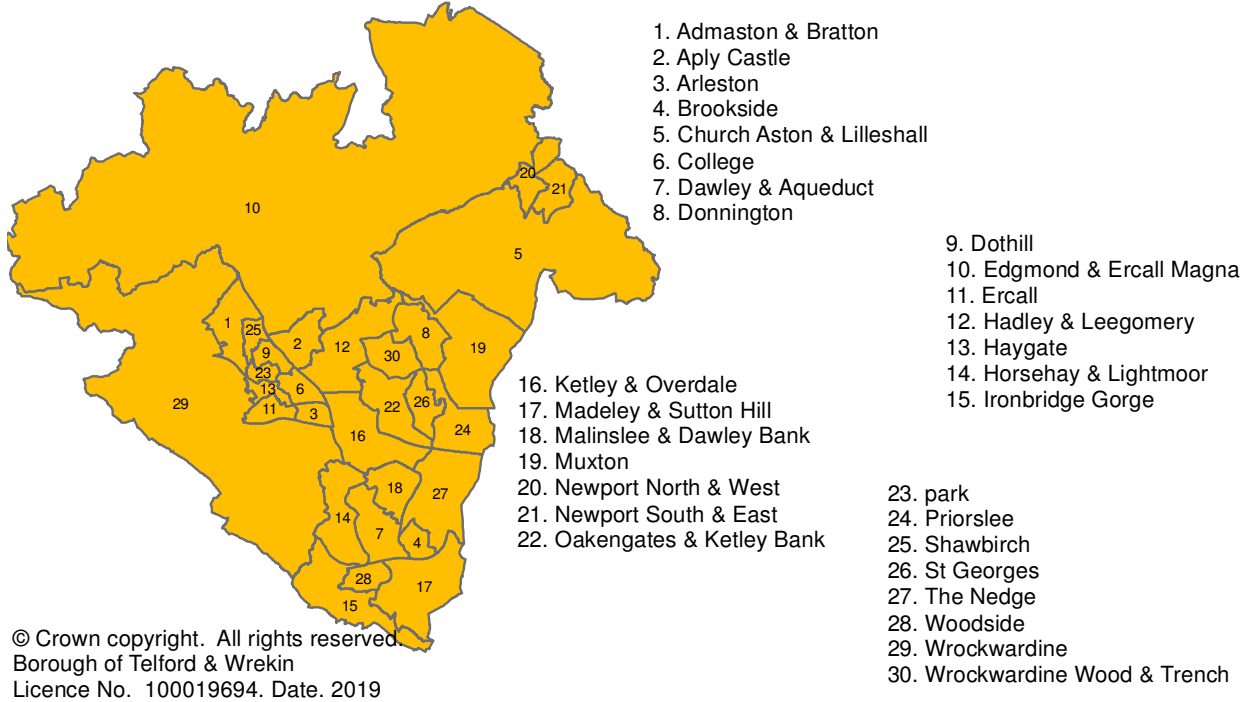 1. Admaston & Bratton
2. Aply Castle
3. Arleston
4. Brookside
5. Church Aston & Lilleshall
6. College
7. Dawley & Aqueduct
8. Donnington
9. Dothill
10. Edgmond & Ercall Magna
11. Ercall
12. Hadley & Leegomery
13. Haygate
14. Horsehay & Lightmoor
15. Ironbridge Gorge
16. Ketley & Overdale
17. Madeley & Sutton Hill
18. Malinslee & Dawley Bank
19. Muxton
20. Newport North & West
21. Newport South & East
22. Oakengates & Ketley Bank
23. park
24. Priorslee
25. Shawbirch
26. St Georges
27. The Nedge
28. Woodside
29. Wrockwardine
30. Wrockwardine Wood & Trench
20
21
10
5
1
25
8
2
12
19
9
30
23
13
6
29
11
3
22
26
24
16
18
27
14
7
4
28
17
15
© Crown copyright. All rights reserved.
Borough of Telford & Wrekin
Licence No. 100019694. Date. 2019